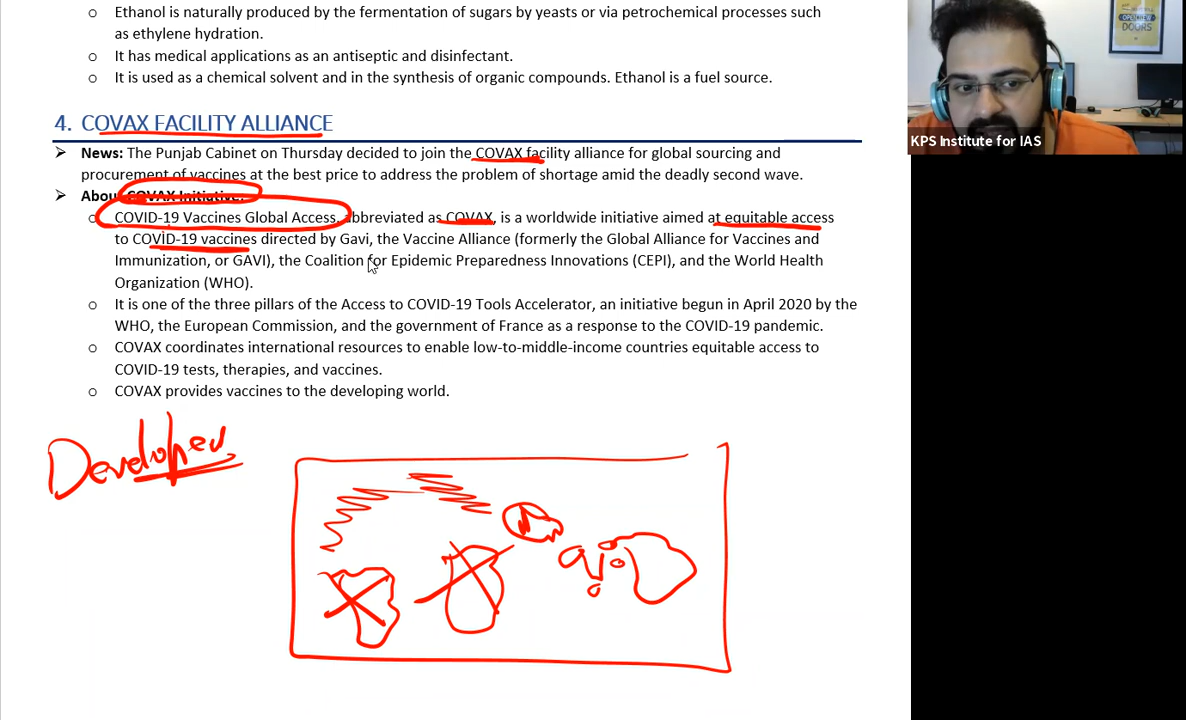 o Ethanol is naturally produced by the fermentation of sugars by yeasts or via petrochemical processes such
as ethylene hydration.
o It has medical applications as an antiseptic and disinfectant.
o It is used as a chemical solvent and in the synthesis of organic compounds. Ethanol is a fuel source.
4. COVAX FACILITY ALLIANCE
➢ News: The Punjab Cabinet on Thursday decided to join the COVAX facility alliance for global sourcing and
procurement of vaccines at the best price to address the problem of shortage amid the deadly second wave.
➢ About COVAX Initiative:
o COVID-19 Vaccines Global Access, abbreviated as COVAX, is a worldwide initiative aimed at equitable access
to COVID-19 vaccines directed by Gavi, the Vaccine Alliance (formerly the Global Alliance for Vaccines and
Immunization, or GAVI), the Coalition for Epidemic Preparedness Innovations (CEPI), and the World Health
Organization (WHO).
o It is one of the three pillars of the Access to COVID-19 Tools Accelerator, an initiative begun in April 2020 by the
WHO, the European Commission, and the government of France as a response to the COVID-19 pandemic.
o COVAX coordinates international resources to enable low-to-middle-income countries equitable access to
COVID-19 tests, therapies, and vaccines.
o COVAX provides vaccines to the developing world.
Developed
DOORS
KPS Institute for IAS